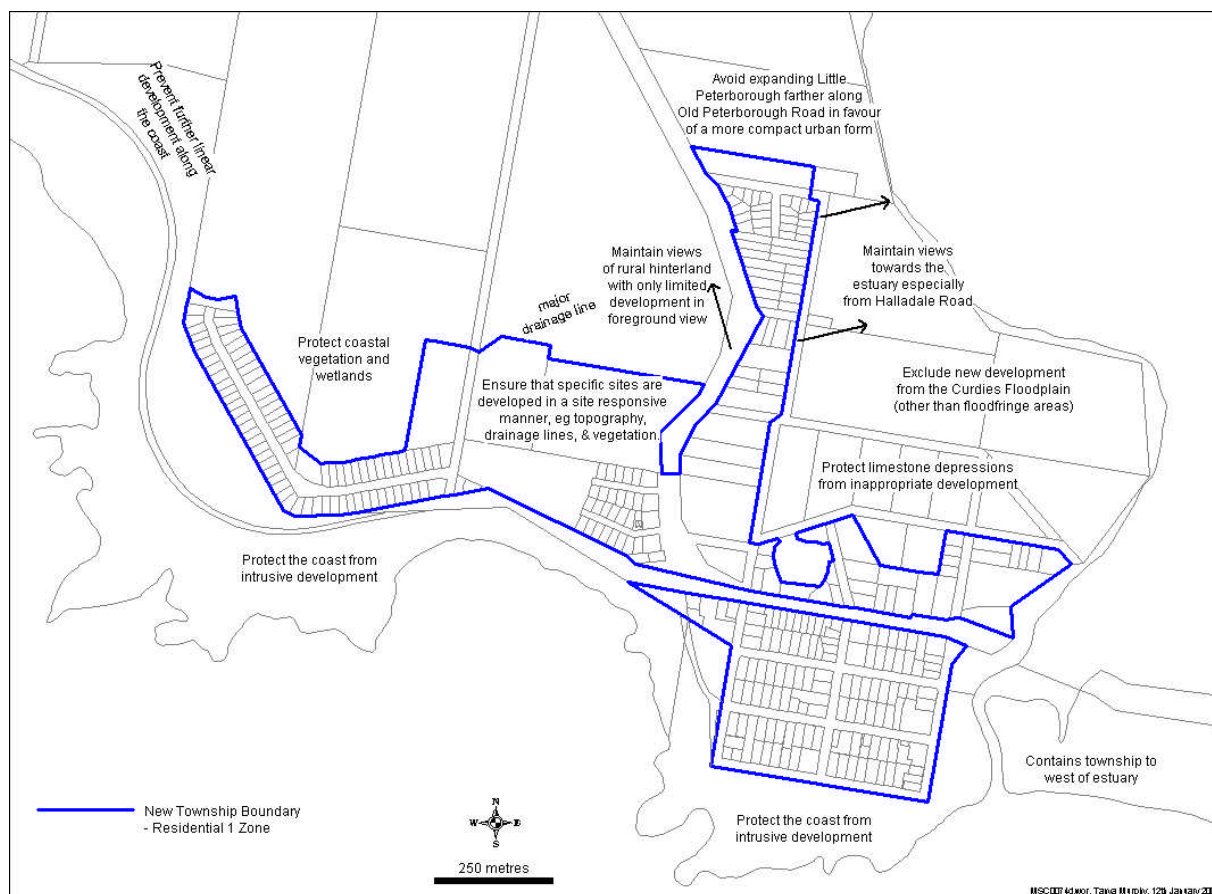 Prevent further linear
development along
the coast
Avoid expanding Little
Peterborough farther along
Old Peterborough Road in favour
of a more compact urban form
Maintain views
of rural hinterland
with only limited
development in
foreground view
Maintain views
towards the
estuary especially
from Halladale Road
major
drainage line
Protect coastal
vegetation and
wetlands
Ensure that specific sites are
developed in a site responsive
manner, eg topography,
drainage lines, & vegetation.
Exclude new development
from the Curdies Floodplain
(other than floodfringe areas)
Protect limestone depressions
from inappropriate development
Protect the coast from
intrusive development
Contains township to
west of estuary
New Township Boundary
- Residential 1 Zone
N
W E
S
250 metres
Protect the coast from
intrusive development
Tanya Murphy, 12th January